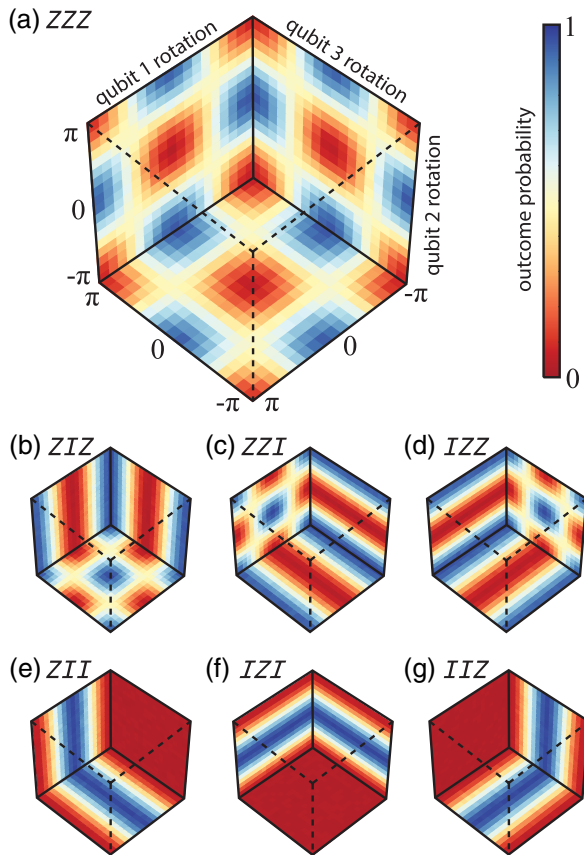 (a) ZZZ
qubit 1 rotation
qubit 3 rotation
qubit 2 rotation
π
0
-π
π
0
-π
π
0
-π
outcome probability
1
0
(b) ZIZ
(c) ZZI
(d) IZZ
(e) ZII
(f) IZI
(g) IIZ